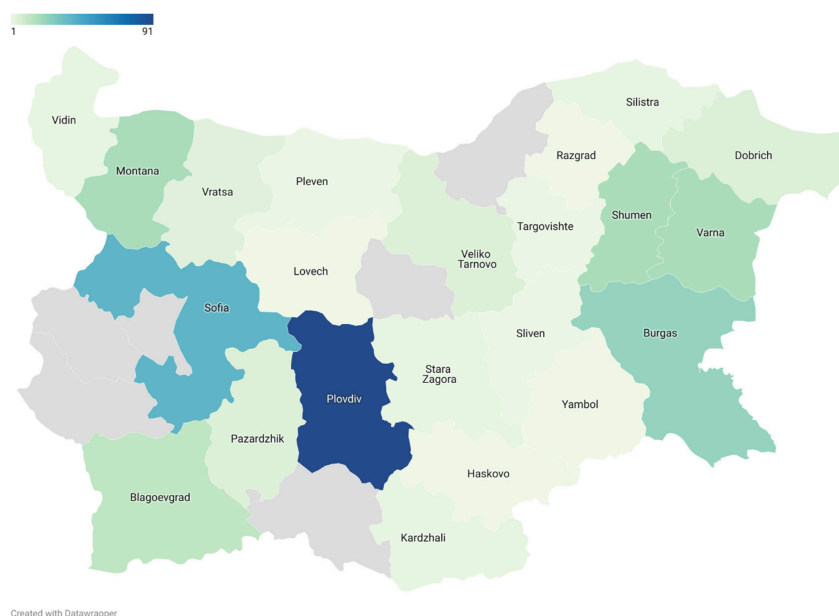 1 91
Silistra
Vidin
Razgrad
Dobrich
Montana
Pleven
Vratsa
Shumen
Targovishte
Varna
Veliko
Tarnovo
Lovech
Sofia
Sliven
Burgas
Stara
Zagora
Plovdiv
Yambol
Pazardzhik
Haskovo
Blagoevgrad
Kardzhali
Created with Datawrapper